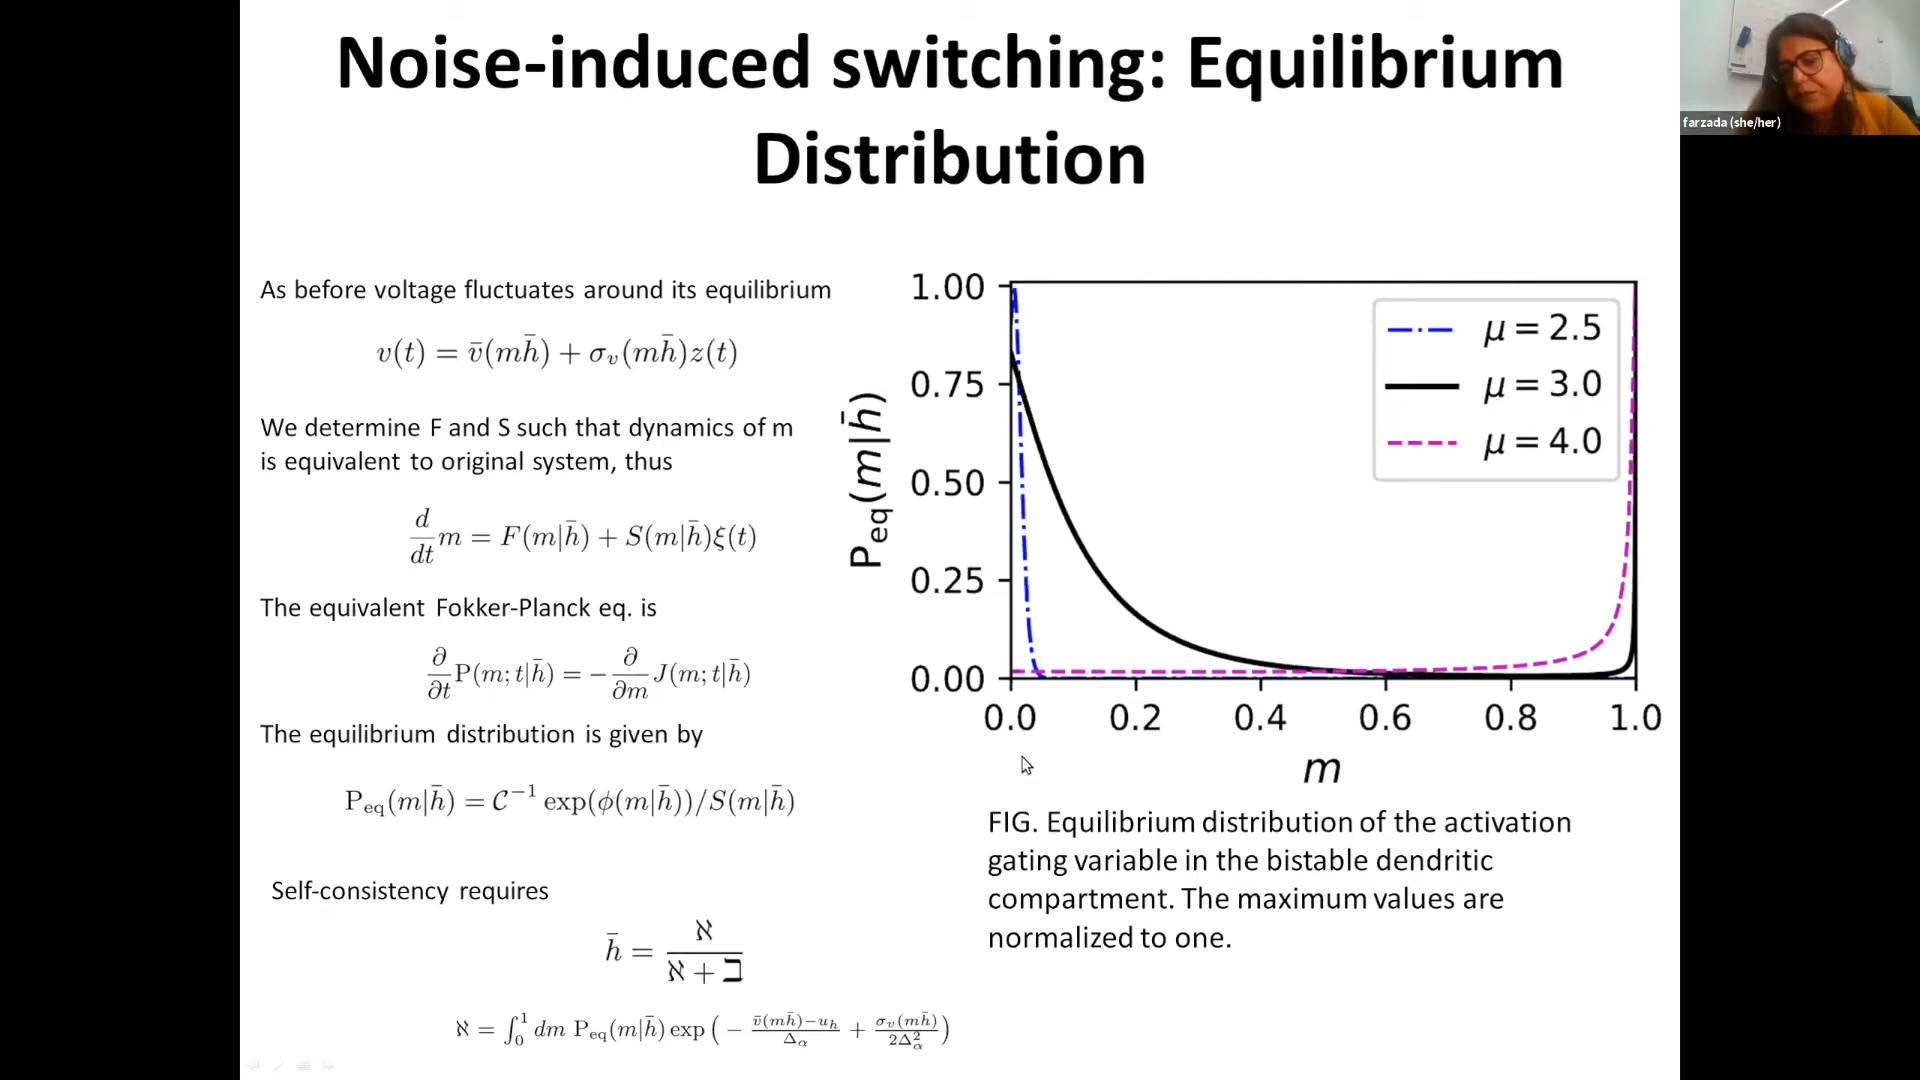 Noise-induced switching: Equilibrium
Distribution
farzada (she/her)
As before voltage fluctuates around its equilibrium
v(t) = v̄(mh̄) + σᵥ(mh̄)z(t)
We determine F and S such that dynamics of m
is equivalent to original system, thus
d/dt m = F(m|h̄) + S(m|h̄)ξ(t)
The equivalent Fokker-Planck eq. is
∂/∂t P(m; t|h̄) = − ∂/∂m J(m; t|h̄)
The equilibrium distribution is given by
P_eq(m|h̄) = 𝒞⁻¹ exp(ϕ(m|h̄))/S(m|h̄)
Self-consistency requires
h̄ = ℵ / (ℵ + ℶ)
ℵ = ∫₀¹ dm P_eq(m|h̄) exp ( − (v̄(mh̄)−u_h)/Δ_α + σᵥ(mh̄)/2Δ_α² )
P_eq(m|h̄)
1.00
0.75
0.50
0.25
0.00
μ = 2.5
μ = 3.0
μ = 4.0
0.0 0.2 0.4 0.6 0.8 1.0
m
FIG. Equilibrium distribution of the activation
gating variable in the bistable dendritic
compartment. The maximum values are
normalized to one.